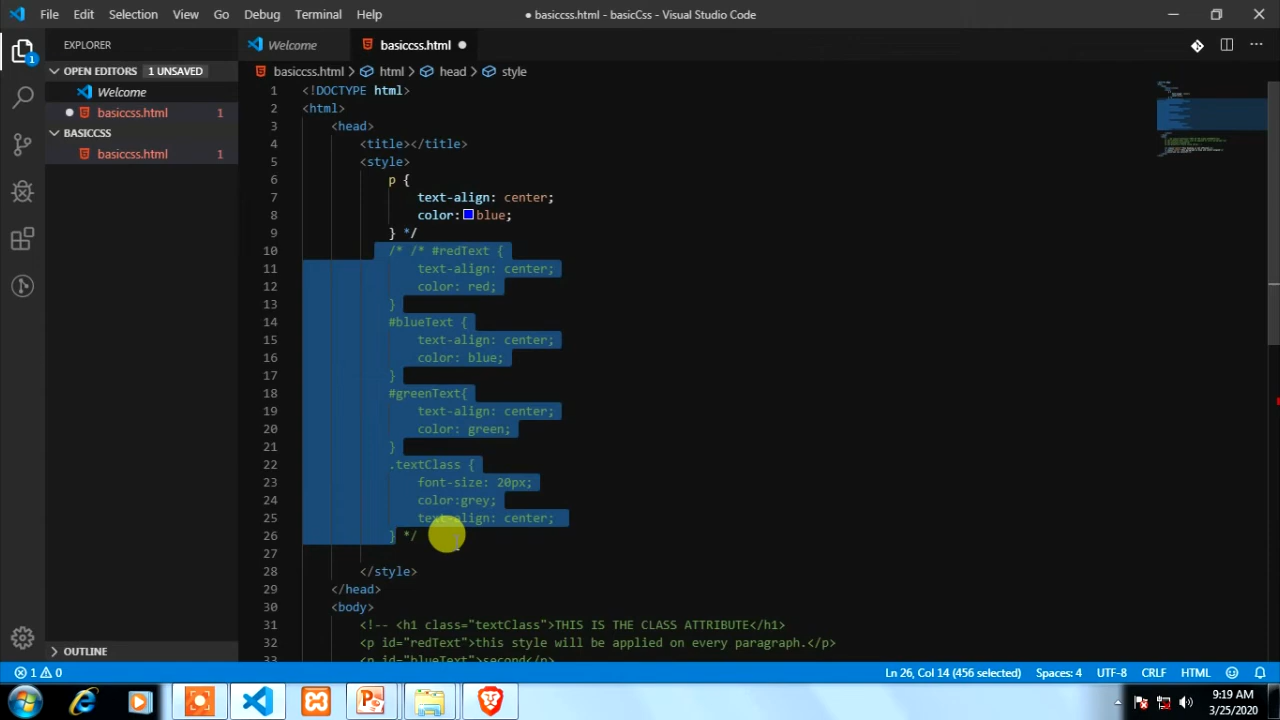 File Edit Selection View Go Debug Terminal Help
● basiccss.html - basicCss - Visual Studio Code
EXPLORER
OPEN EDITORS 1 UNSAVED
Welcome
basiccss.html 1
BASICCSS
basiccss.html 1
OUTLINE
Welcome basiccss.html
basiccss.html > html > head > style
1 <!DOCTYPE html>
2 <html>
3 <head>
4 <title></title>
5 <style>
6 p {
7 text-align: center;
8 color: blue;
9 } */
10 /* /* #redText {
11 text-align: center;
12 color: red;
13 }
14 #blueText {
15 text-align: center;
16 color: blue;
17 }
18 #greenText{
19 text-align: center;
20 color: green;
21 }
22 .textClass {
23 font-size: 20px;
24 color:grey;
25 text-align: center;
26 } */
27
28 </style>
29 </head>
30 <body>
31 <!-- <h1 class="textClass">THIS IS THE CLASS ATTRIBUTE</h1>
32 <p id="redText">this style will be applied on every paragraph.</p>
33 <p id="blueText">second</p>
1 0 Ln 26, Col 14 (456 selected) Spaces: 4 UTF-8 CRLF HTML
9:19 AM
3/25/2020